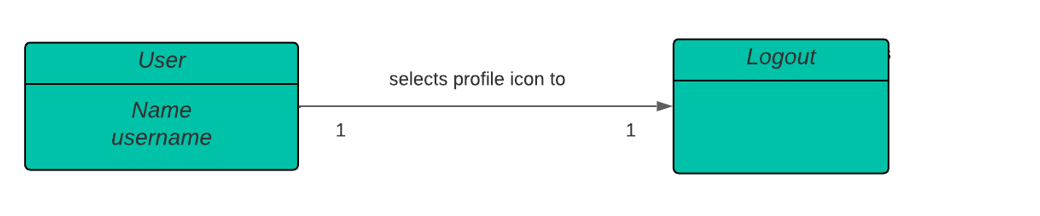 User
Name
username
selects profile icon to
1
1
Logout